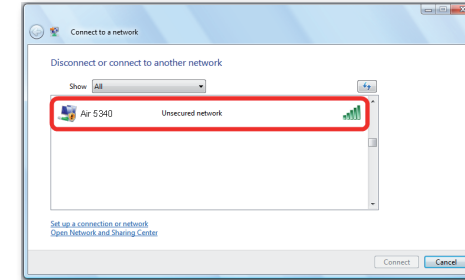 Connect to a network
Disconnect or connect to another network
Show All
Air 5340 Unsecured network
Set up a connection or network
Open Network and Sharing Center
Connect Cancel